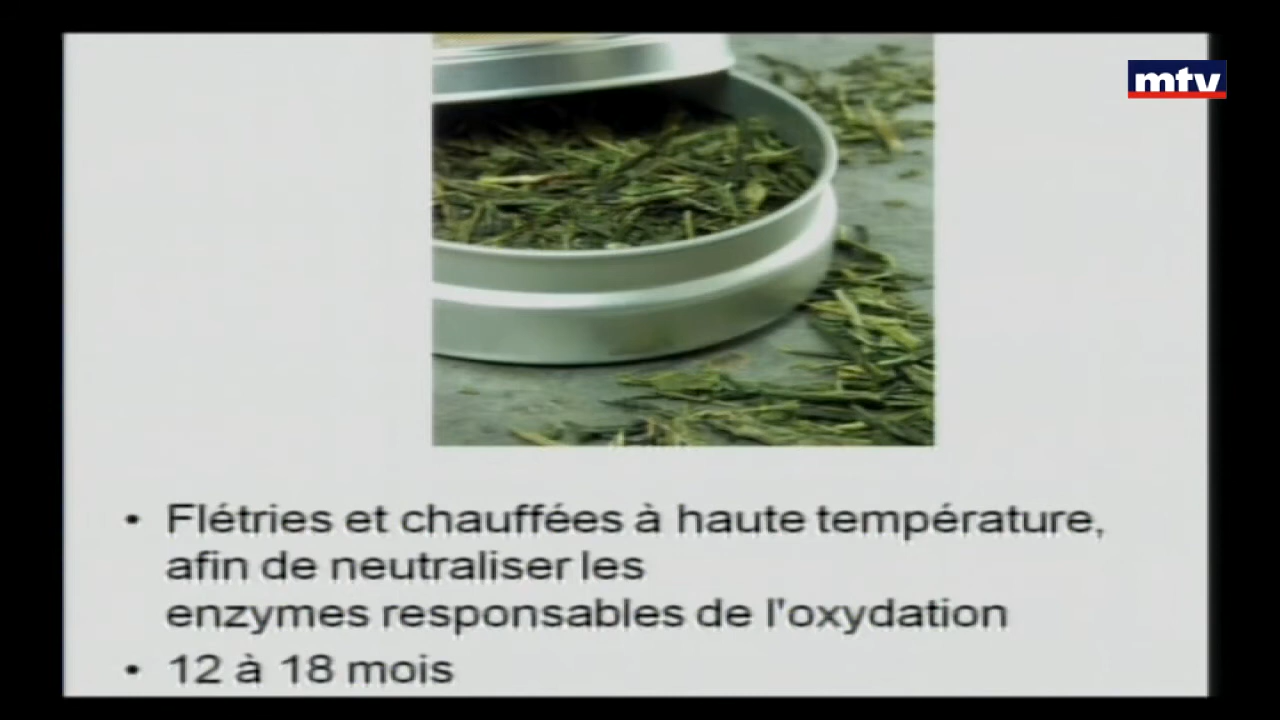 mtv
• Flétries et chauffées à haute température,
afin de neutraliser les
enzymes responsables de l'oxydation
• 12 à 18 mois